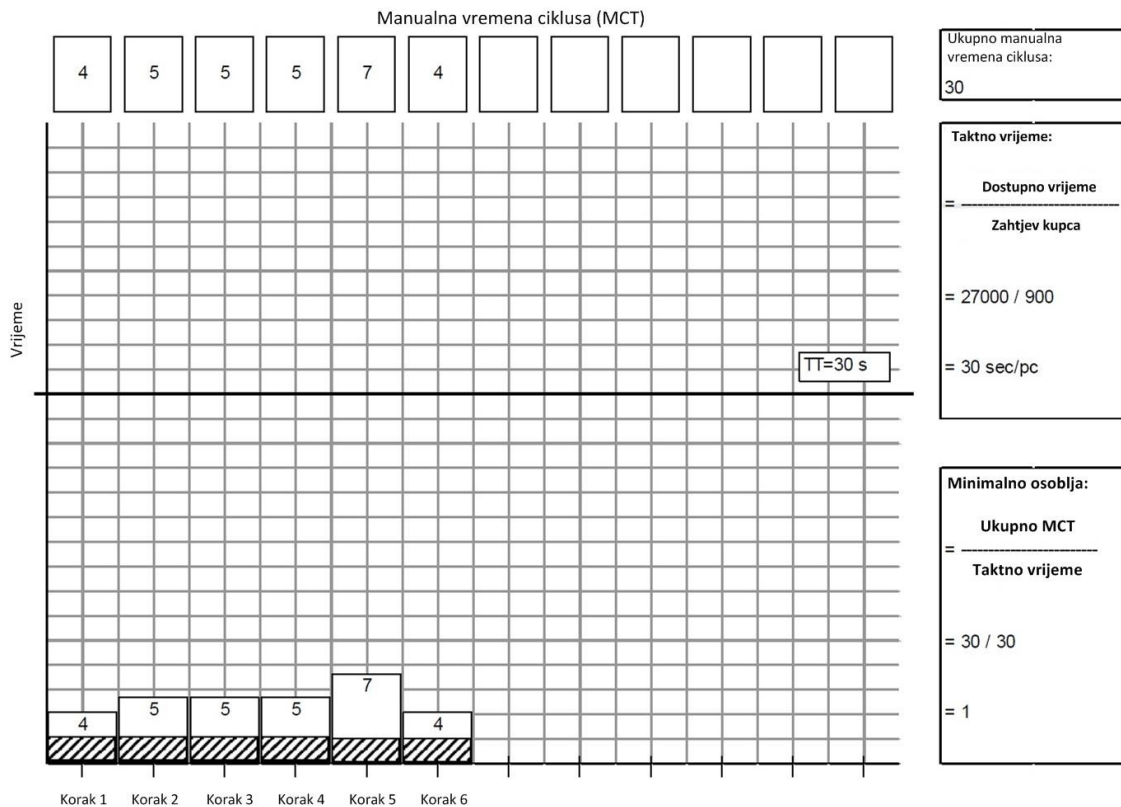 Manualna vremena ciklusa (MCT)
4 5 5 5 7 4
Ukupno manualna
vremena ciklusa:
30
Taktno vrijeme:
Dostupno vrijeme
= --------------------------------
Zahtjev kupca
= 27000 / 900
= 30 sec/pc
Vrijeme
TT=30 s
Minimalno osoblja:
Ukupno MCT
= ---------------------------
Taktno vrijeme
= 30 / 30
= 1
4 5 5 5 7 4
Korak 1 Korak 2 Korak 3 Korak 4 Korak 5 Korak 6